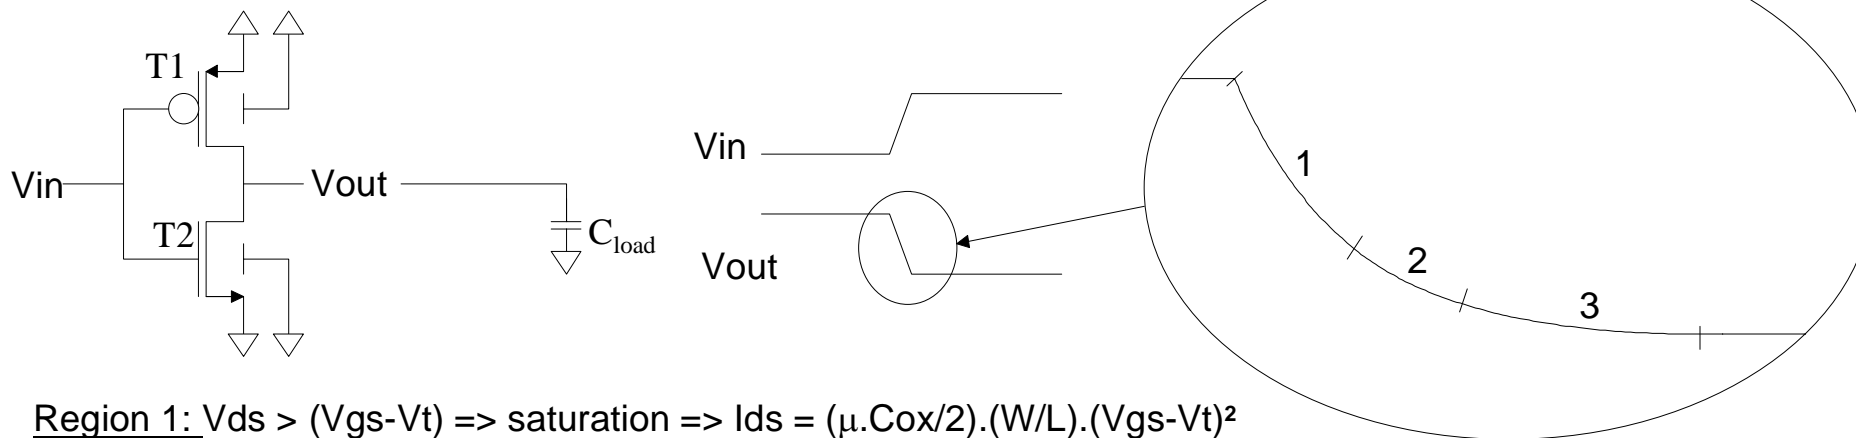 T1
Vin
Vout
T2
Cload
Vin
Vout
1
2
3
Region 1: Vds > (Vgs-Vt) => saturation => Ids = (μ.Cox/2).(W/L).(Vgs-Vt)²